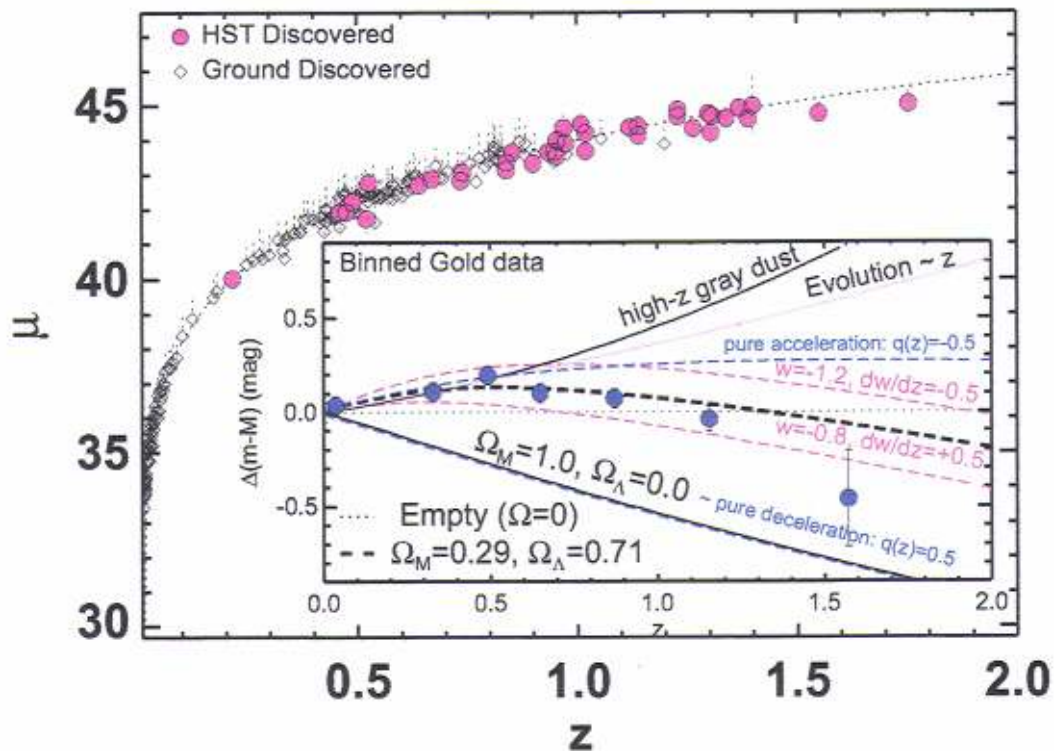 HST Discovered
Ground Discovered
μ
45
40
35
30
Binned Gold data
high-z gray dust
Evolution ~ z
pure acceleration: q(z)=-0.5
w=-1.2, dw/dz=-0.5
w=-0.8, dw/dz=+0.5
Δ(m-M) (mag)
0.5
0.0
-0.5
Ω_M=1.0, Ω_Λ=0.0
~ pure deceleration: q(z)=0.5
Empty (Ω=0)
Ω_M=0.29, Ω_Λ=0.71
0.0 0.5 1.0 1.5 2.0
z
0.5 1.0 1.5 2.0
z